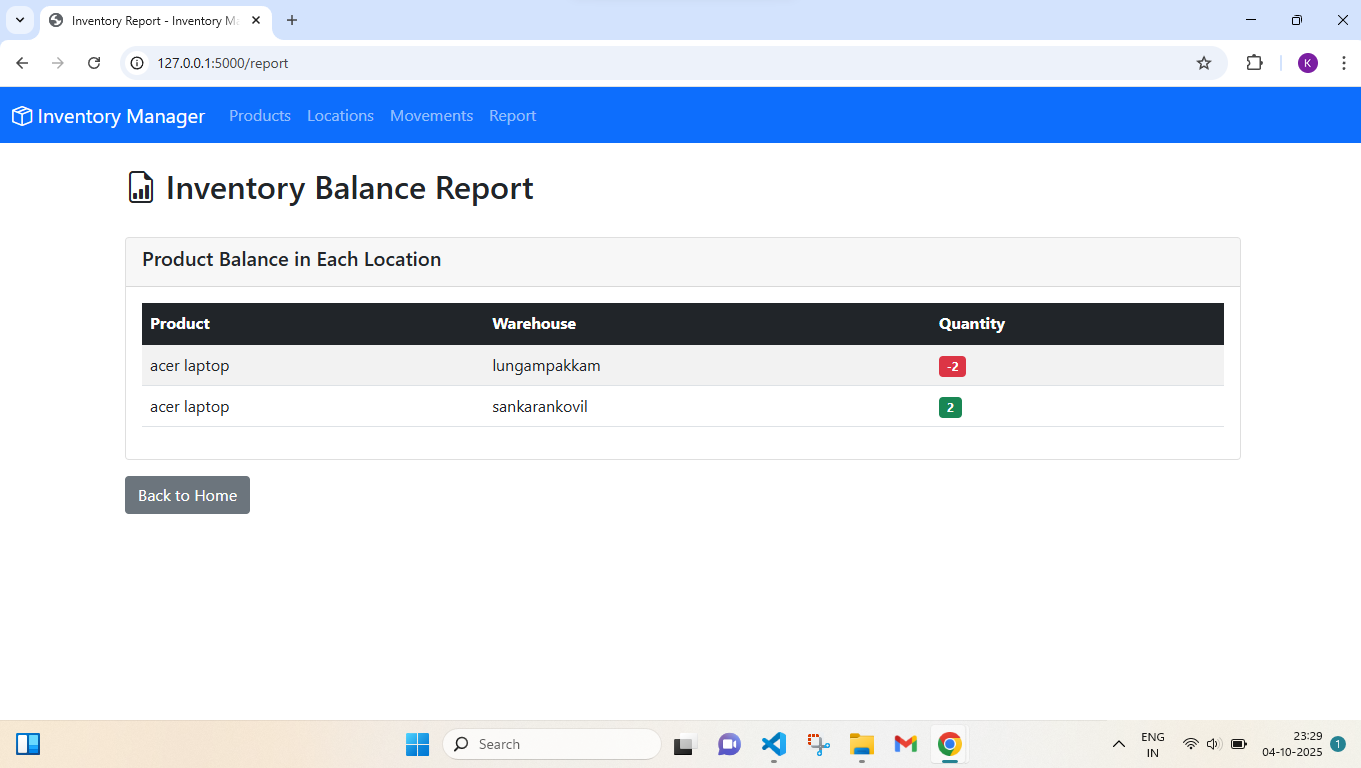 Inventory Report - Inventory M
127.0.0.1:5000/report
K
Inventory Manager Products Locations Movements Report
Inventory Balance Report
Product Balance in Each Location
Product Warehouse Quantity
acer laptop lungampakkam -2
acer laptop sankarankovil 2
Back to Home
Search
ENG
IN
23:29
04-10-2025
1